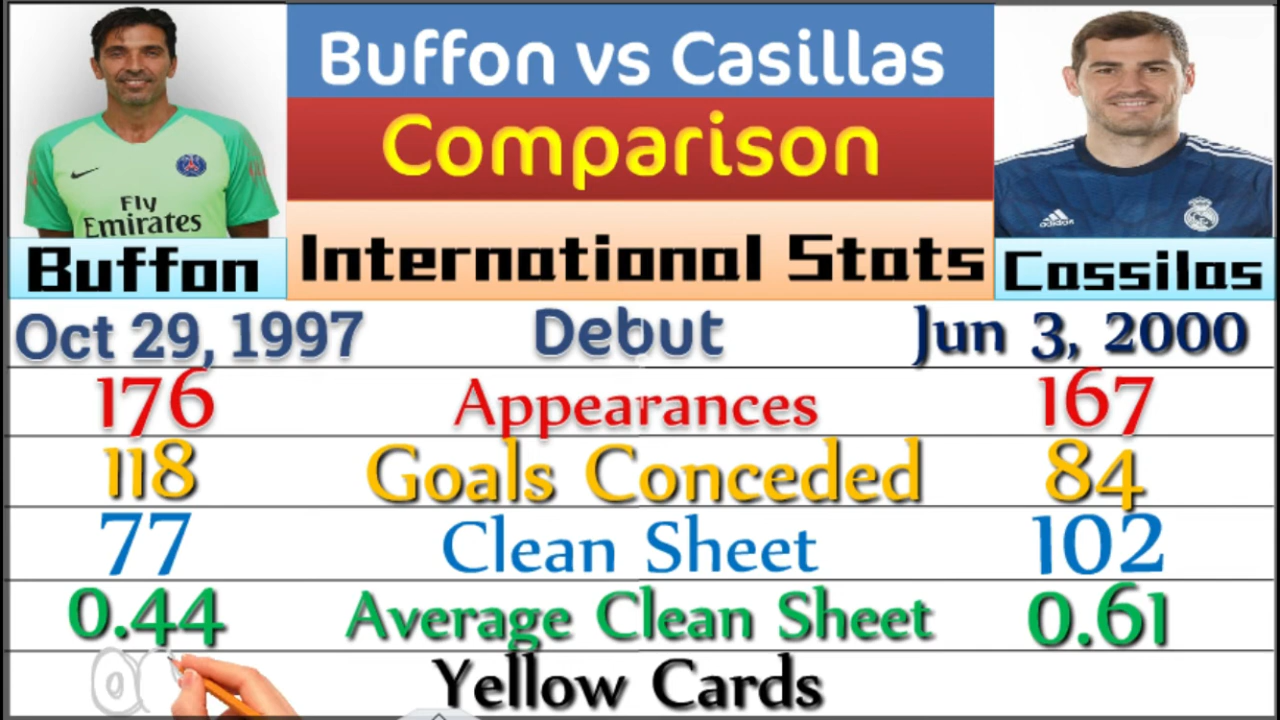 Buffon vs Casillas
Comparison
Fly
Emirates
adidas
Buffon
International Stats
Cassilas
Oct 29, 1997 Debut Jun 3, 2000
176 Appearances 167
118 Goals Conceded 84
77 Clean Sheet 102
0.44 Average Clean Sheet 0.61
Yellow Cards